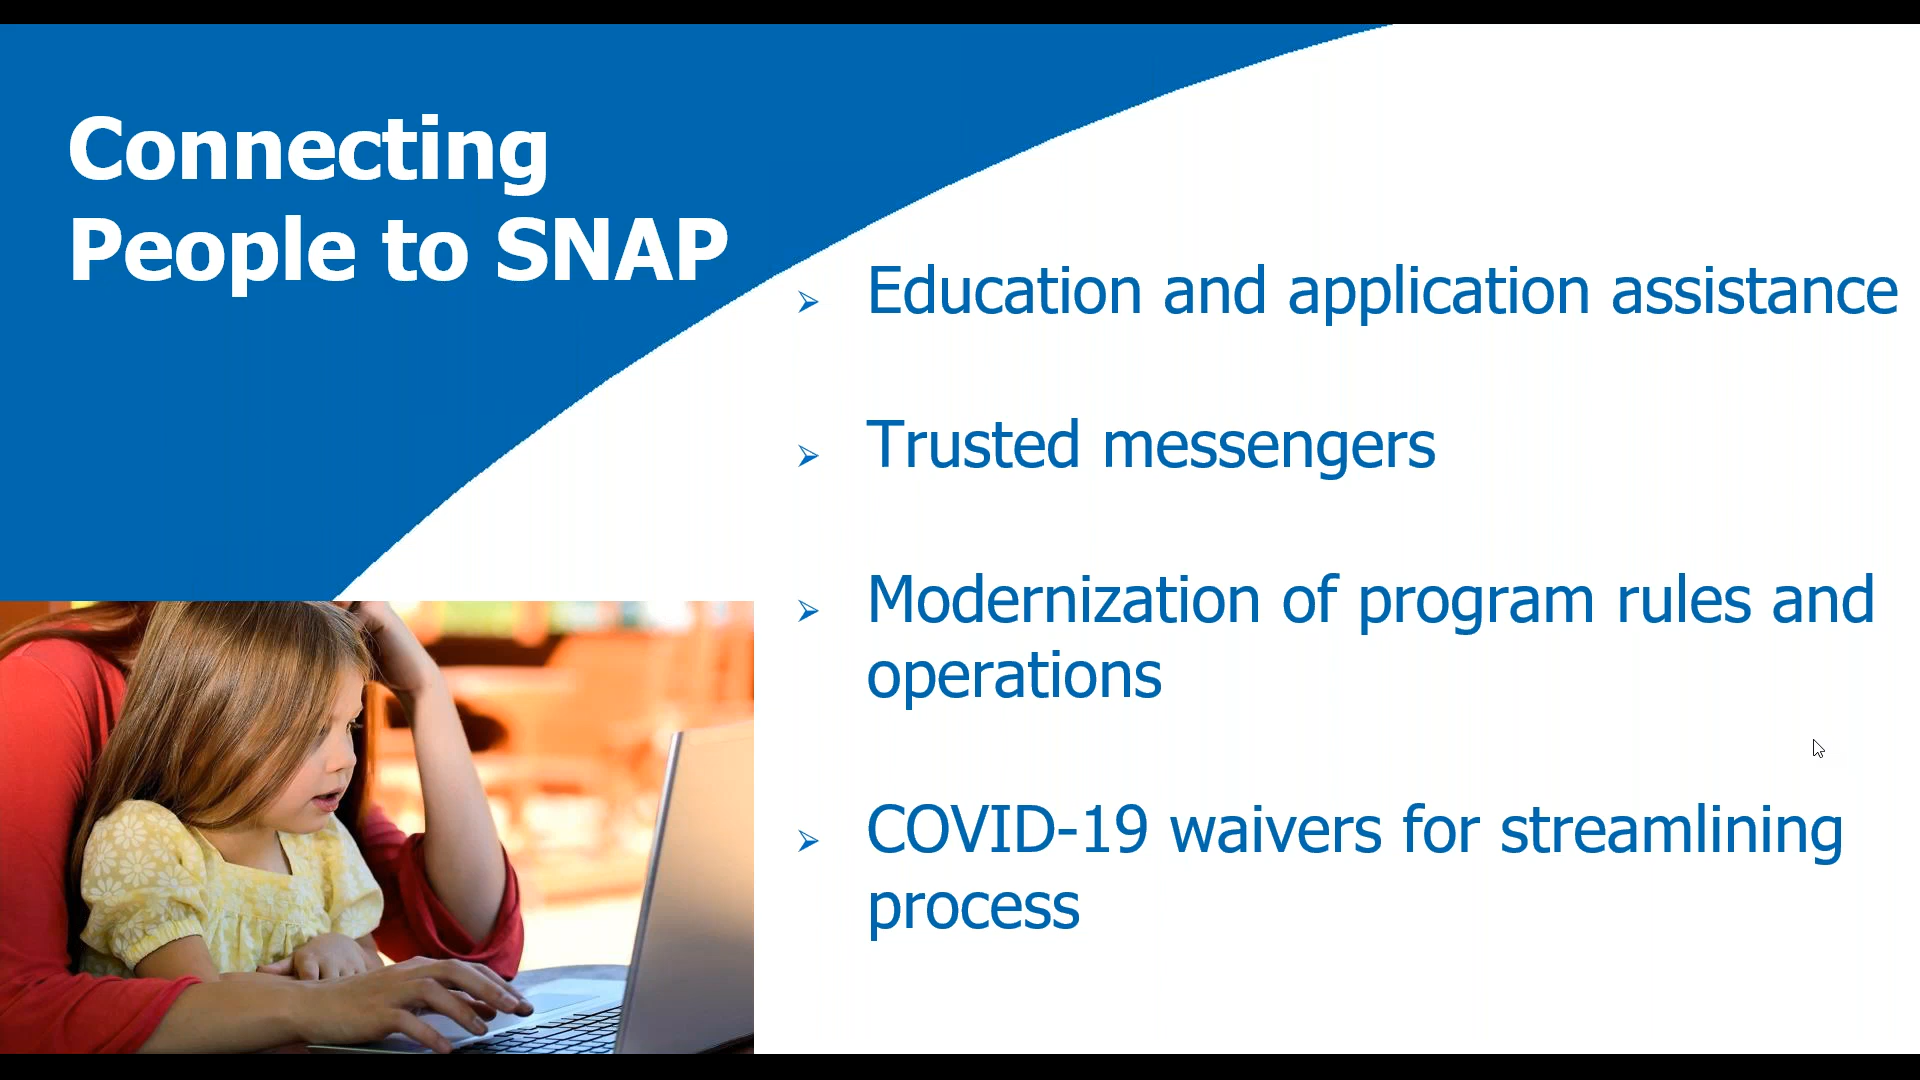 Connecting
People to SNAP
Education and application assistance
Trusted messengers
Modernization of program rules and
operations
COVID-19 waivers for streamlining
process